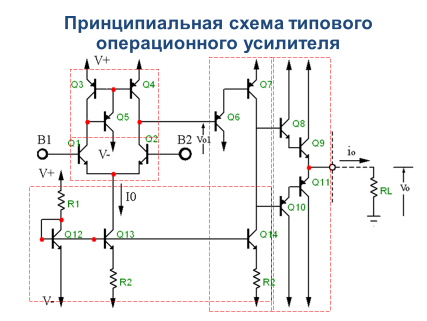 Принципиальная схема типового
операционного усилителя
V+
Q3 Q4 Q7
Q5 Q6 Vo1 Q8
B1 Q1 V- Q2 B2 Q9
V+ io
I0 Q11
R1 Q10 RL Vo
Q12 Q13 Q14
R2 R2
V-